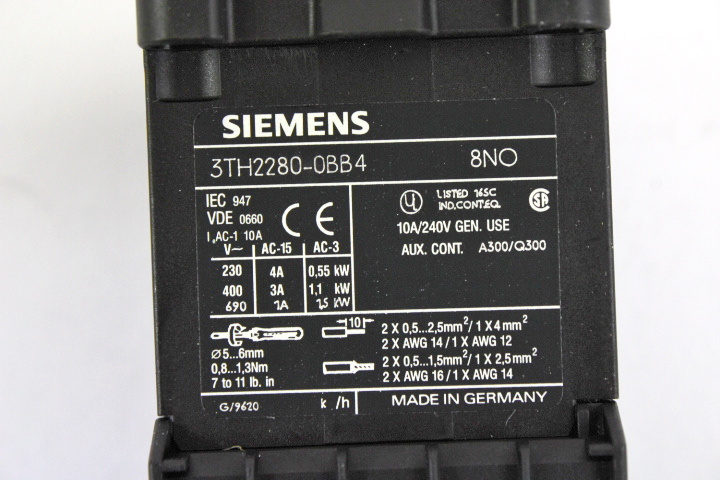 SIEMENS
3TH2280-0BB4 8NO
IEC 947
VDE 0660
I, AC-1 10A
CE
UL LISTED 76SC
IND.CONT.EQ.
10A/240V GEN. USE
AUX. CONT. A300/Q300
V~ AC-15 AC-3
230 4A 0,55 kW
400 3A 1,1 kW
690 1A 1,5 kW
10
Ø5...6mm
0,8...1,3Nm
7 to 11 lb. in
2 X 0,5...2,5mm²/1 X 4mm²
2 X AWG 14/1 X AWG 12
2 X 0,5...1,5mm²/1 X 2,5mm²
2 X AWG 16/1 X AWG 14
G/9620 k /h MADE IN GERMANY